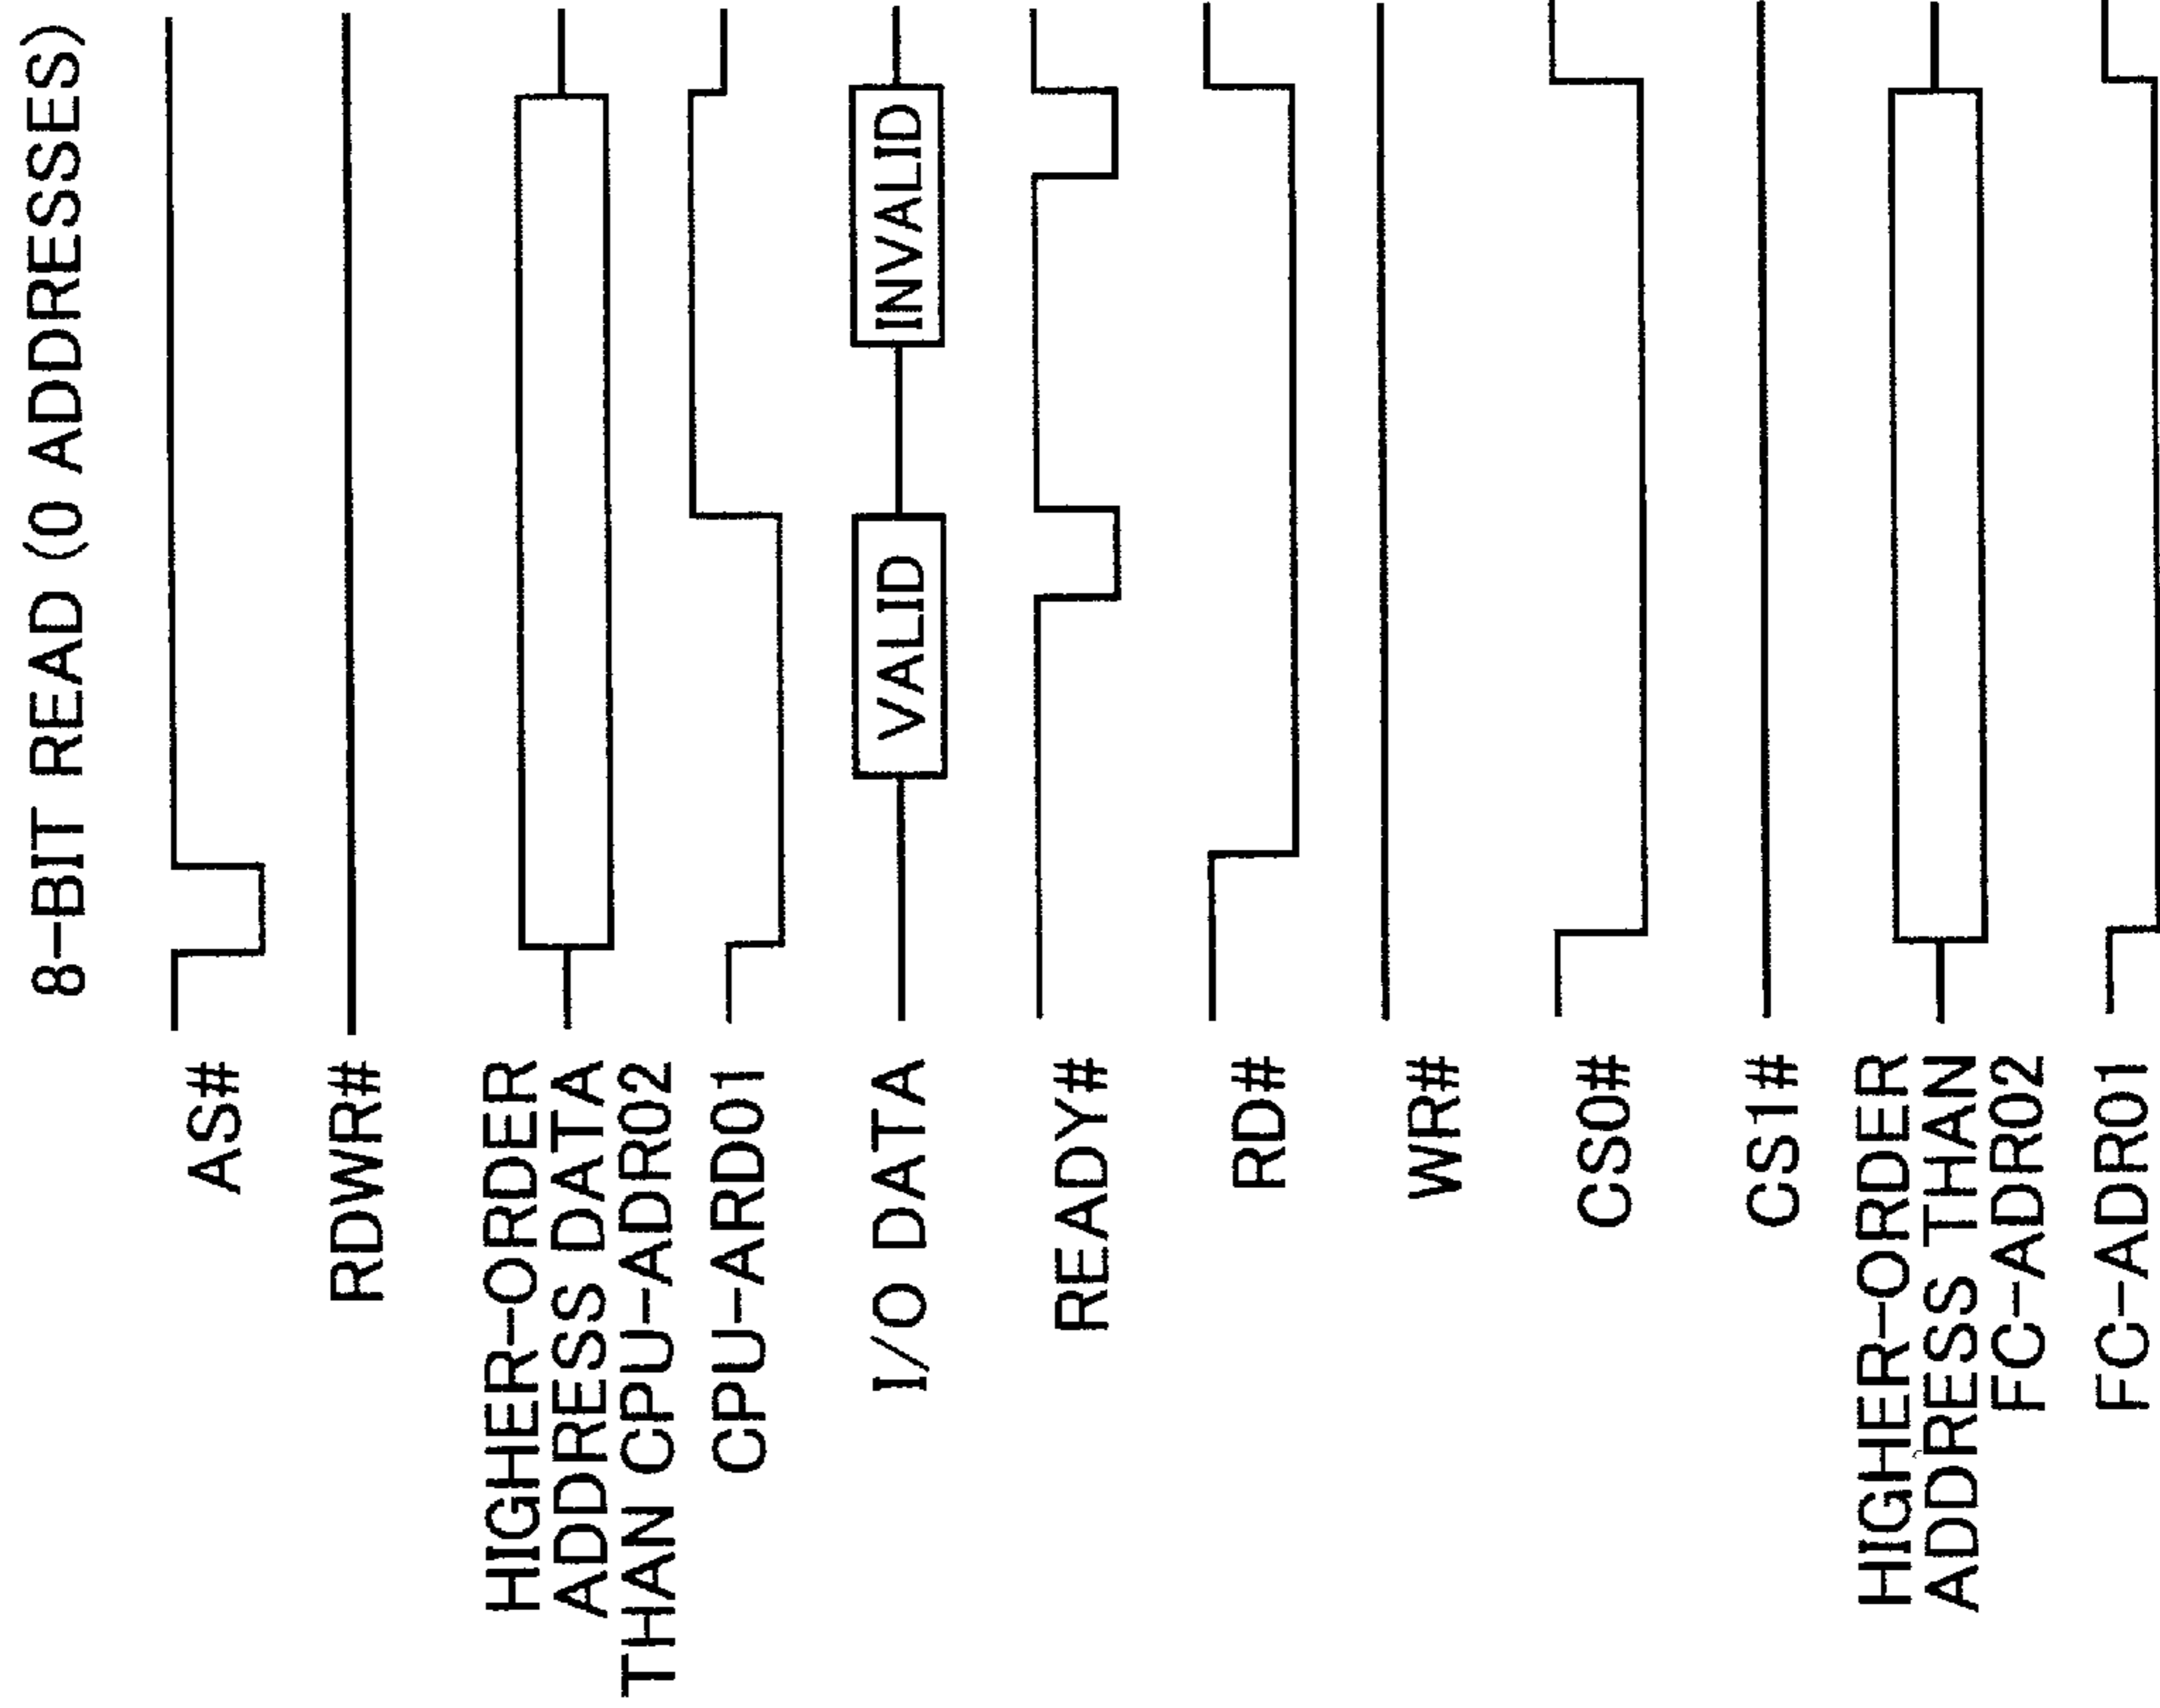 8-BIT READ (0 ADDRESSES)
AS#
RDWR#
HIGHER-ORDER
ADDRESS DATA
THAN CPU-ADR02
CPU-ARD01
I/O DATA
VALID
INVALID
READY#
RD#
WR#
CS0#
CS1#
HIGHER-ORDER
ADDRESS THAN
FC-ADR02
FC-ADR01